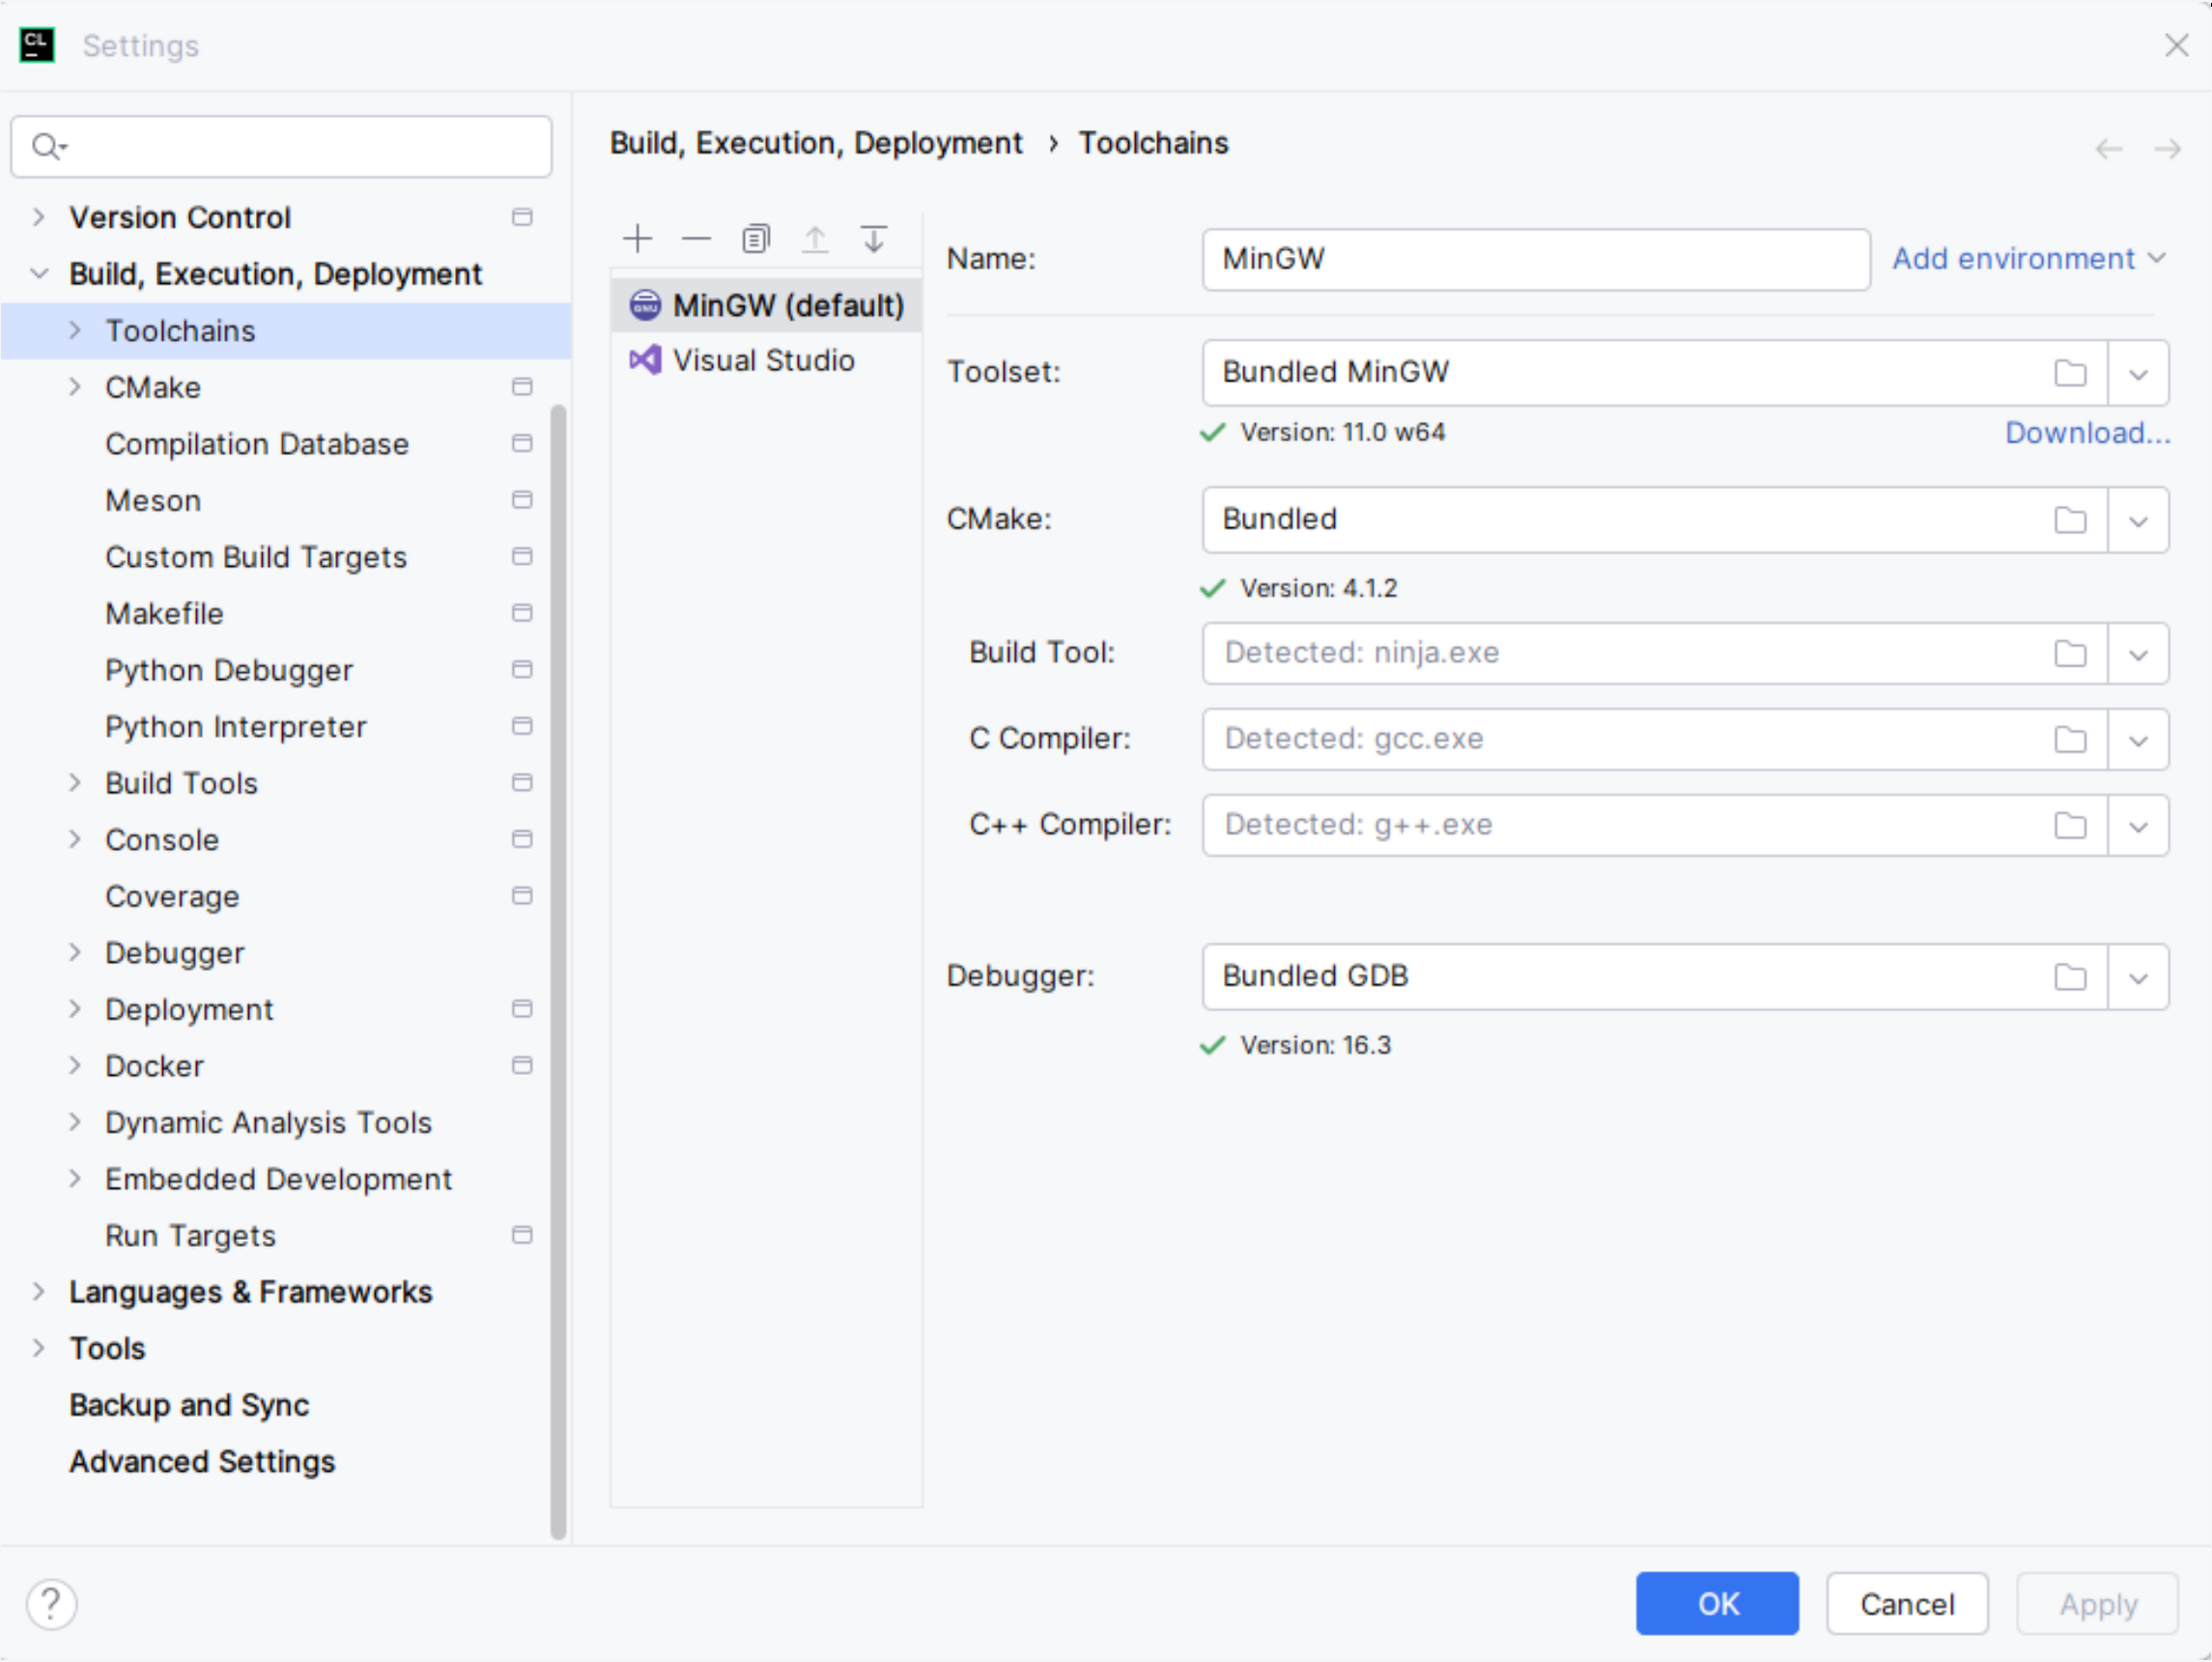 CL
Settings
Version Control
Build, Execution, Deployment
Toolchains
CMake
Compilation Database
Meson
Custom Build Targets
Makefile
Python Debugger
Python Interpreter
Build Tools
Console
Coverage
Debugger
Deployment
Docker
Dynamic Analysis Tools
Embedded Development
Run Targets
Languages & Frameworks
Tools
Backup and Sync
Advanced Settings
Build, Execution, Deployment › Toolchains
GNU MinGW (default)
Visual Studio
Name: MinGW Add environment
Toolset: Bundled MinGW
Version: 11.0 w64 Download...
CMake: Bundled
Version: 4.1.2
Build Tool: Detected: ninja.exe
C Compiler: Detected: gcc.exe
C++ Compiler: Detected: g++.exe
Debugger: Bundled GDB
Version: 16.3
? OK Cancel Apply